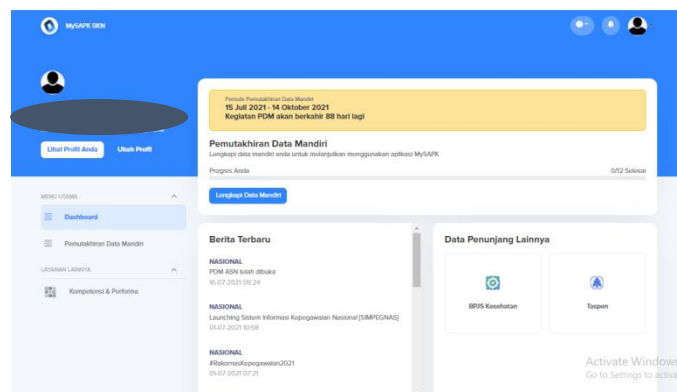 MySAPK BKN
Lihat Profil Anda
Ubah Profil
Periode Pemutakhiran Data Mandiri
15 Juli 2021 - 14 Oktober 2021
Kegiatan PDM akan berkahir 88 hari lagi
Pemutakhiran Data Mandiri
Lengkapi data mandiri anda untuk melanjutkan menggunakan aplikasi MySAPK
Progres Anda
0/12 Selesai
Lengkapi Data Mandiri
MENU UTAMA
Dashboard
Pemutakhiran Data Mandiri
LAYANAN LAINNYA
Kompetensi & Performa
Berita Terbaru
NASIONAL
PDM ASN telah dibuka
16-07-2021 09:24
NASIONAL
Launching Sistem Informasi Kepegawaian Nasional [SIMPEGNAS]
01-07-2021 10:58
NASIONAL
#RakornasKepegawaian2021
01-07-2021 07:21
Data Penunjang Lainnya
BPJS Kesehatan
Taspen
Activate Windows
Go to Settings to activa